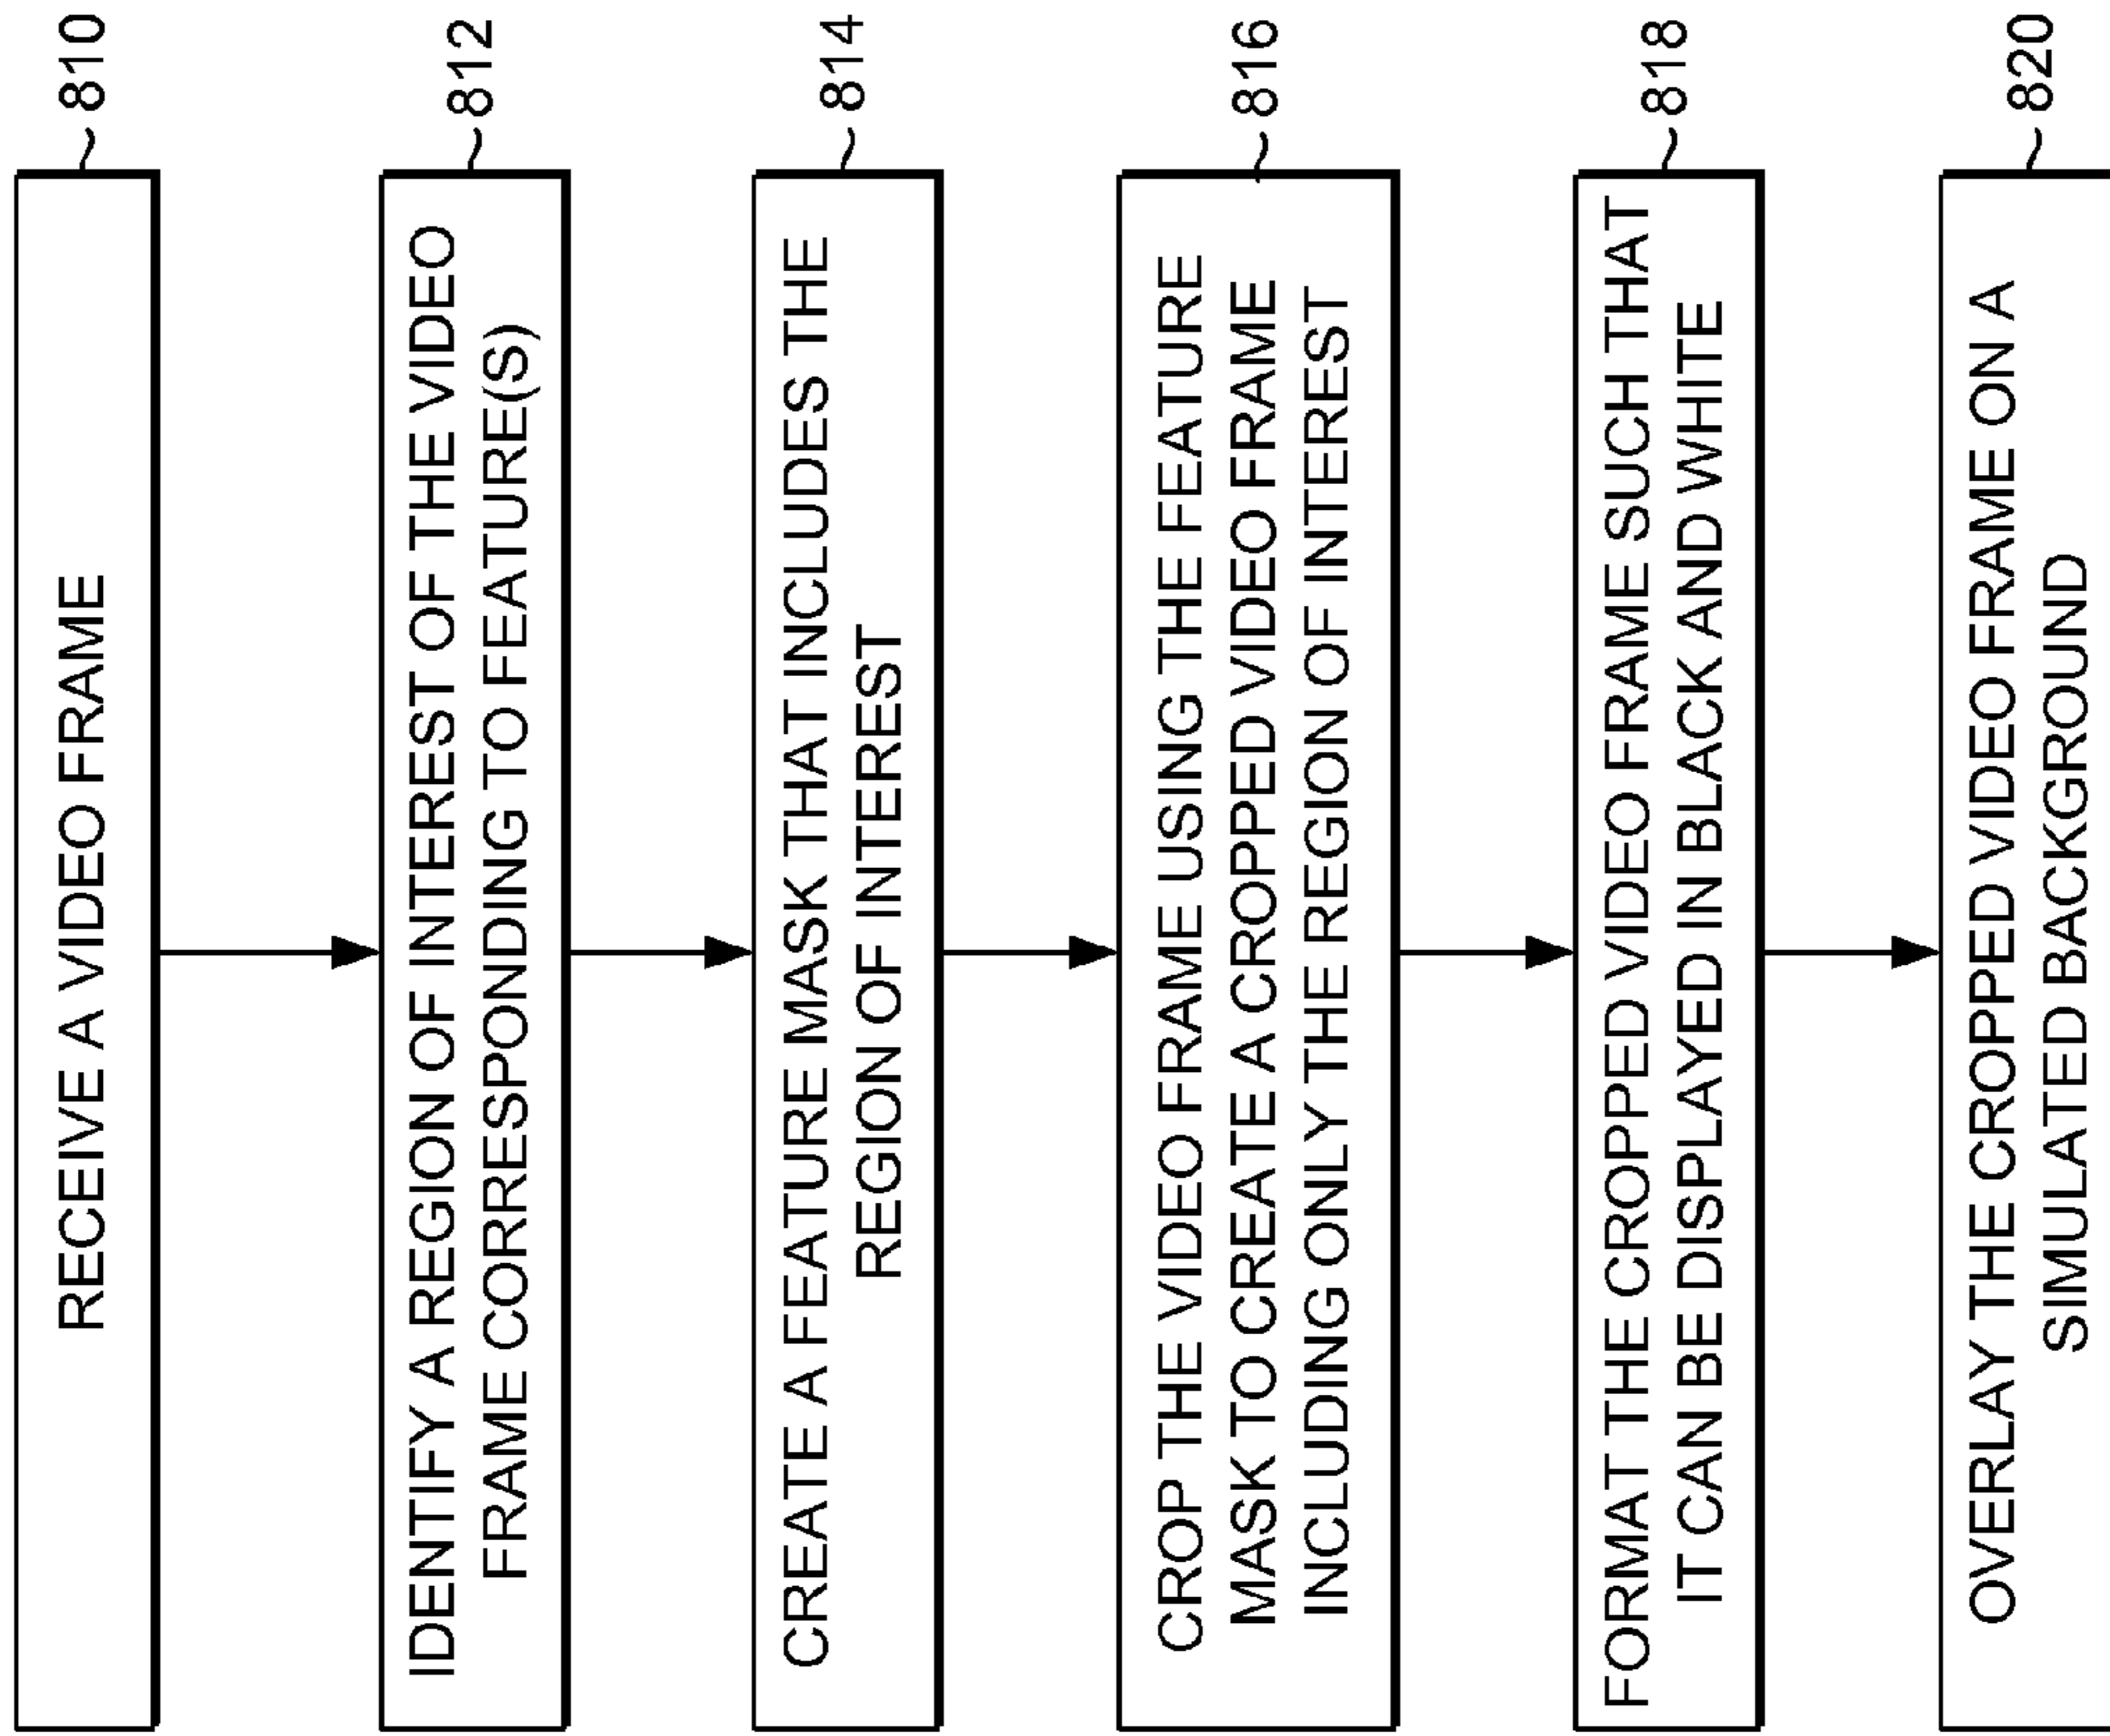 RECEIVE A VIDEO FRAME
810
IDENTIFY A REGION OF INTEREST OF THE VIDEO
FRAME CORRESPONDING TO FEATURE(S)
812
CREATE A FEATURE MASK THAT INCLUDES THE
REGION OF INTEREST
814
CROP THE VIDEO FRAME USING THE FEATURE
MASK TO CREATE A CROPPED VIDEO FRAME
INCLUDING ONLY THE REGION OF INTEREST
816
FORMAT THE CROPPED VIDEO FRAME SUCH THAT
IT CAN BE DISPLAYED IN BLACK AND WHITE
818
OVERLAY THE CROPPED VIDEO FRAME ON A
SIMULATED BACKGROUND
820